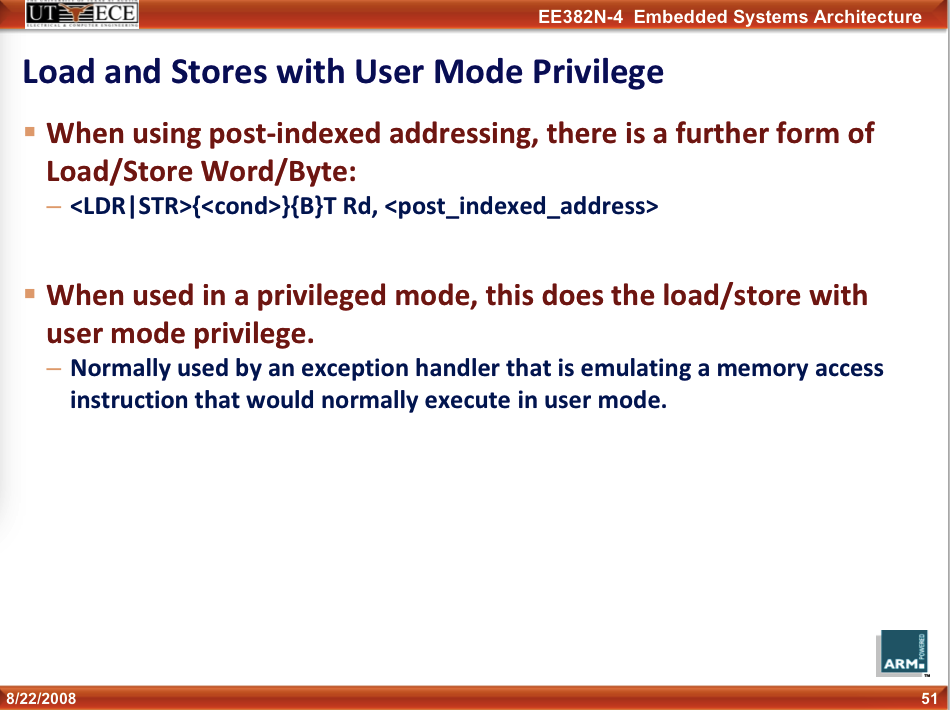 UT ECE
EE382N-4 Embedded Systems Architecture
Load and Stores with User Mode Privilege
▪ When using post-indexed addressing, there is a further form of
Load/Store Word/Byte:
– <LDR|STR>{<cond>}{B}T Rd, <post_indexed_address>
▪ When used in a privileged mode, this does the load/store with
user mode privilege.
– Normally used by an exception handler that is emulating a memory access
instruction that would normally execute in user mode.
ARM POWERED
™
8/22/2008
51